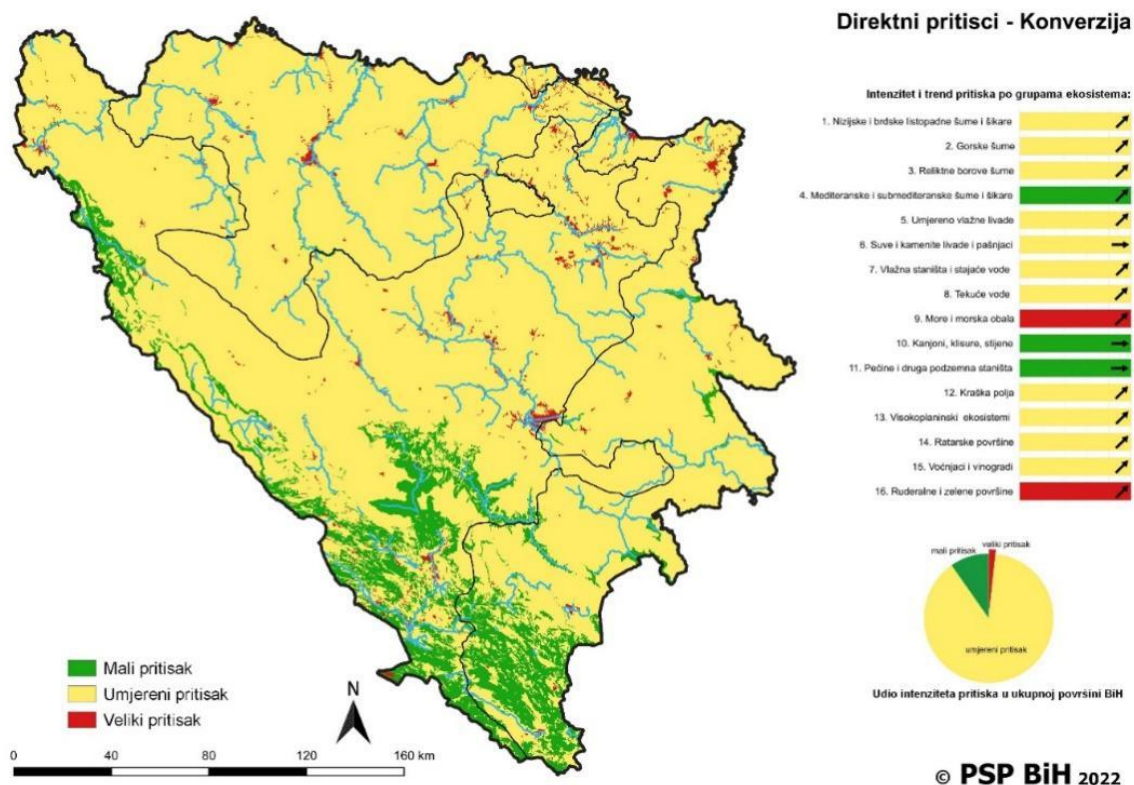 Direktni pritisci - Konverzija
Intenzitet i trend pritiska po grupama ekosistema:
1. Nizijske i brdske listopadne šume i šikare
2. Gorske šume
3. Reliktne borove šume
4. Mediteranske i submediteranske šume i šikare
5. Umjereno vlažne livade
6. Suve i kamenite livade i pašnjaci
7. Vlažna staništa i stajaće vode
8. Tekuće vode
9. More i morska obala
10. Kanjoni, klisure, stijene
11. Pećine i druga podzemna staništa
12. Kraška polja
13. Visokoplaninski ekosistemi
14. Ratarske površine
15. Voćnjaci i vinogradi
16. Ruderalne i zelene površine
mali pritisak
veliki pritisak
umjereni pritisak
Udio intenziteta pritiska u ukupnoj površini BiH
Mali pritisak
Umjereni pritisak
Veliki pritisak
N
0 40 80 120 160 km
© PSP BiH 2022